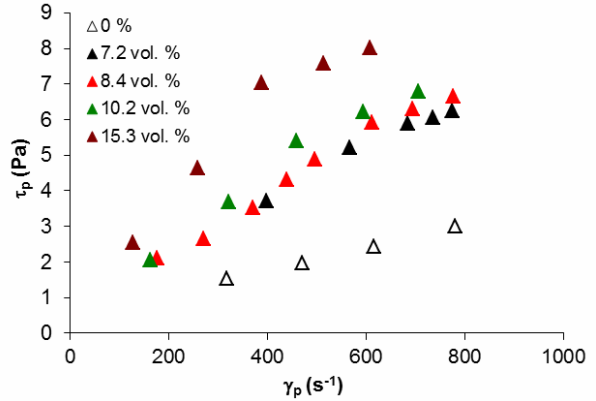 9
8
7
6
5
4
3
2
1
0
τp (Pa)
0 %
7.2 vol. %
8.4 vol. %
10.2 vol. %
15.3 vol. %
0 200 400 600 800 1000
γp (s-1)